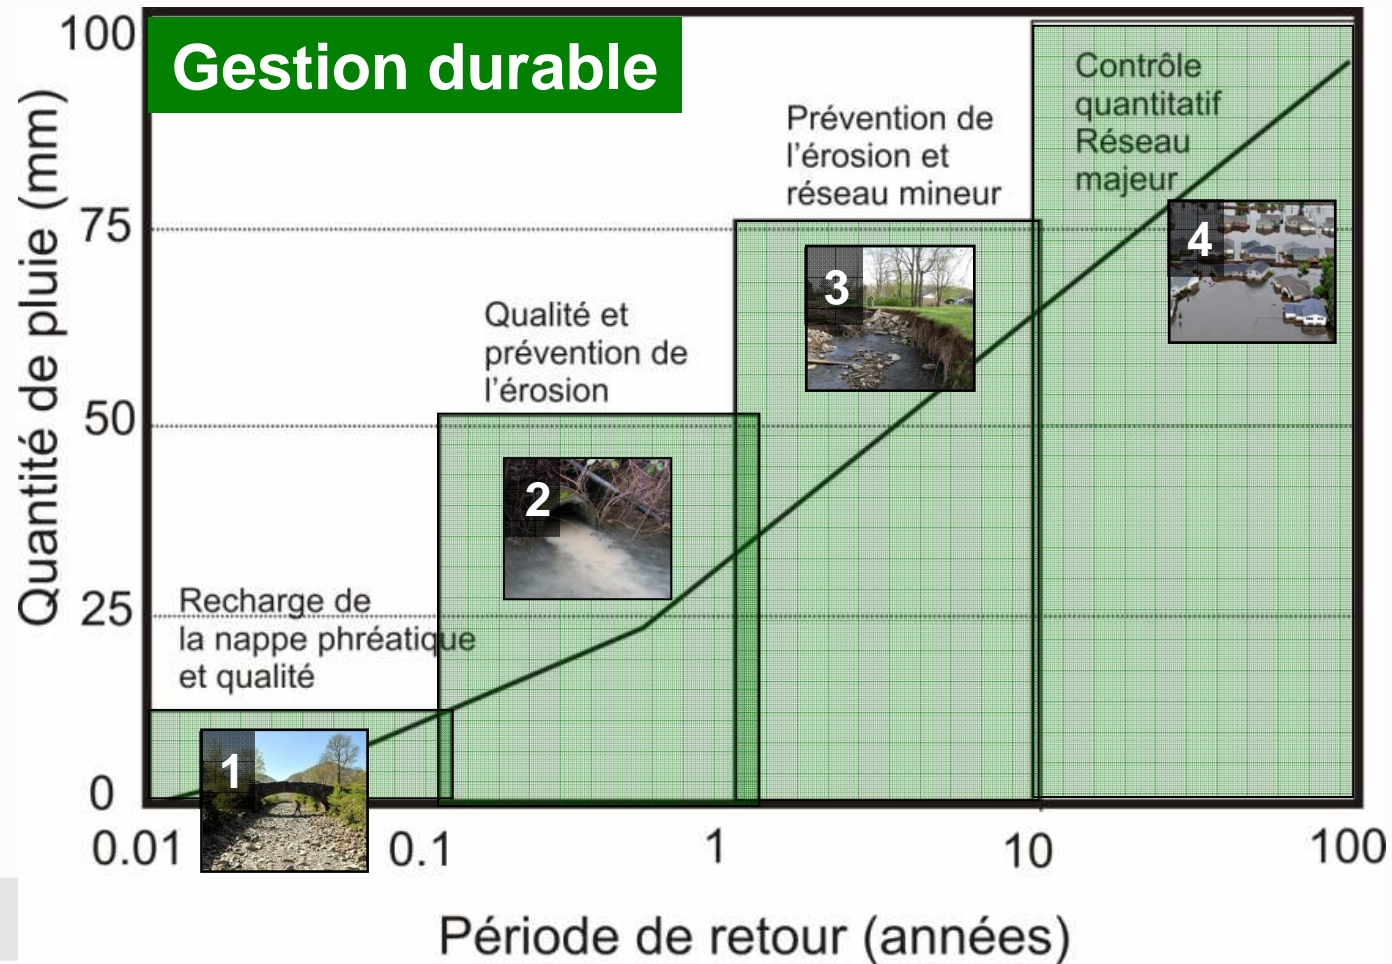 Gestion durable
Quantité de pluie (mm)
100
75
50
25
0
Recharge de
la nappe phréatique
et qualité
1
Qualité et
prévention de
l'érosion
2
Prévention de
l'érosion et
réseau mineur
3
Contrôle
quantitatif
Réseau
majeur
4
0.01
0.1
1
10
100
Période de retour (années)